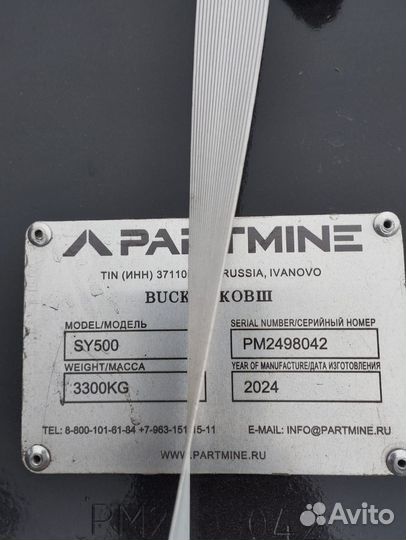 PARTMINE
TIN (ИНН) 37110 RUSSIA, IVANOVO
BUCK КОВШ
MODEL/МОДЕЛЬ SERIAL NUMBER/СЕРИЙНЫЙ НОМЕР
SY500 PM2498042
WEIGHT/МАССА YEAR OF MANUFACTURE/ДАТА ИЗГОТОВЛЕНИЯ
3300KG 2024
TEL: 8-800-101-61-84 +7-963-151-15-11 E-MAIL: INFO@PARTMINE.RU
WWW.PARTMINE.RU
PM2 042
Avito